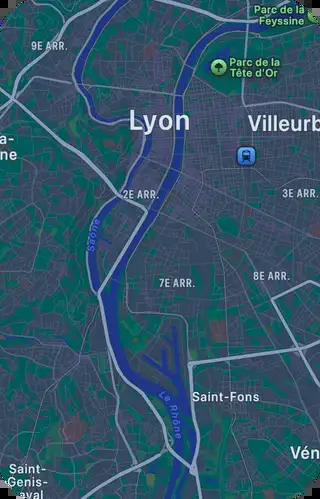 Parc de la
Feyssine
9E ARR.
Parc de la
Tête d'Or
Lyon
Villeurb
a-
ne
2E ARR.
3E ARR.
Saône
7E ARR.
8E ARR.
Le Rhône
Saint-Fons
Vén
Saint-
Genis-
aval